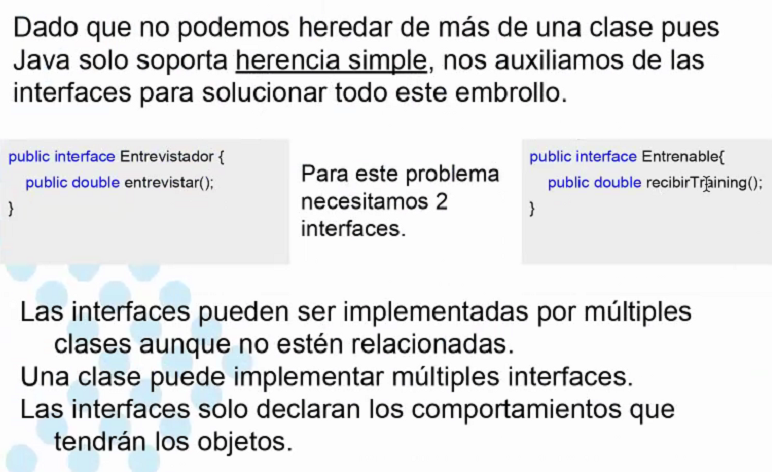 Dado que no podemos heredar de más de una clase pues
Java solo soporta herencia simple, nos auxiliamos de las
interfaces para solucionar todo este embrollo.
public interface Entrevistador {
public double entrevistar();
}
Para este problema
necesitamos 2
interfaces.
public interface Entrenable{
public double recibirTraining();
}
Las interfaces pueden ser implementadas por múltiples
clases aunque no estén relacionadas.
Una clase puede implementar múltiples interfaces.
Las interfaces solo declaran los comportamientos que
tendrán los objetos.